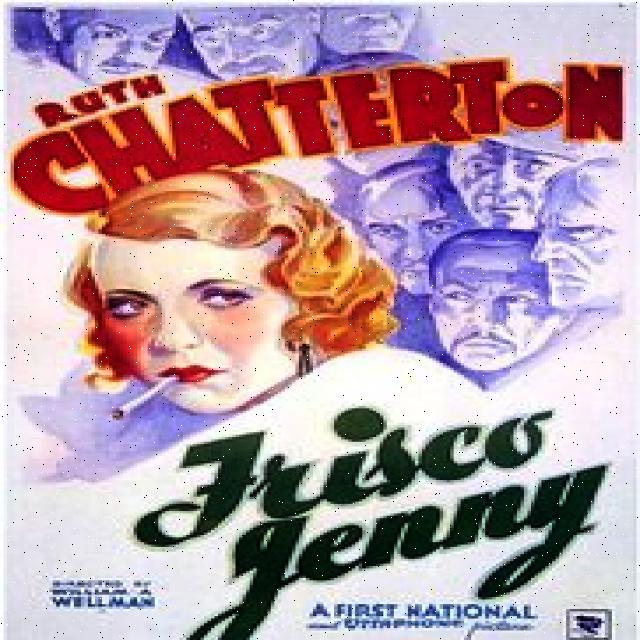 RUTH
CHATTERTON
Frisco
Jenny
DIRECTED BY
WILLIAM A
WELLMAN
A FIRST NATIONAL
and VITAPHONE picture